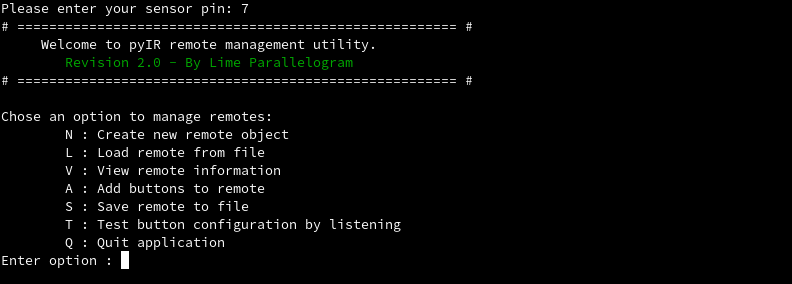 Please enter your sensor pin: 7
# ======================================================= #
Welcome to pyIR remote management utility.
Revision 2.0 - By Lime Parallelogram
# ======================================================= #
Chose an option to manage remotes:
N : Create new remote object
L : Load remote from file
V : View remote information
A : Add buttons to remote
S : Save remote to file
T : Test button configuration by listening
Q : Quit application
Enter option :